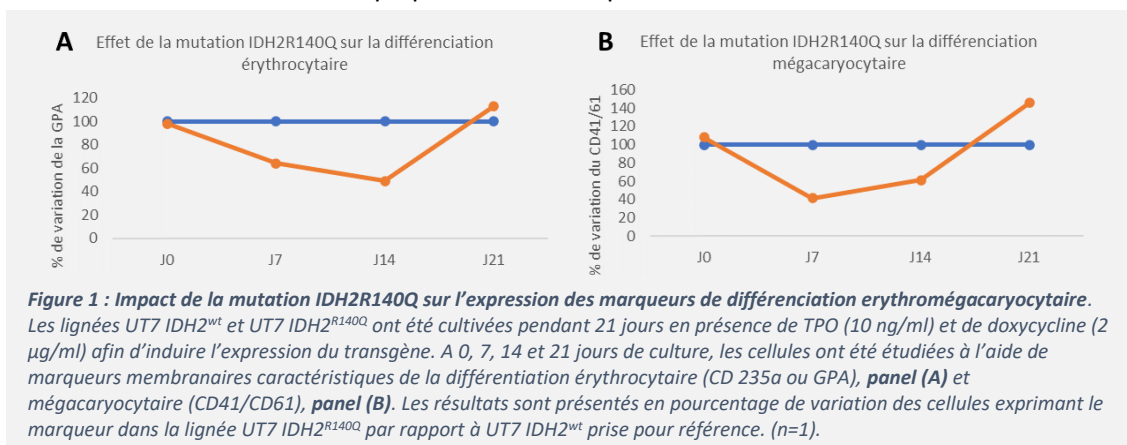 A
Effet de la mutation IDH2R140Q sur la différenciation
érythrocytaire
% de variation de la GPA
120
100
80
60
40
20
0
J0
J7
J14
J21
B
Effet de la mutation IDH2R140Q sur la différenciation
mégacaryocytaire
% de variation du CD41/61
160
140
120
100
80
60
40
20
0
J0
J7
J14
J21
Figure 1 : Impact de la mutation IDH2R140Q sur l'expression des marqueurs de différenciation erythromégacaryocytaire.
Les lignées UT7 IDH2wt et UT7 IDH2R140Q ont été cultivées pendant 21 jours en présence de TPO (10 ng/ml) et de doxycycline (2
µg/ml) afin d'induire l'expression du transgène. A 0, 7, 14 et 21 jours de culture, les cellules ont été étudiées à l'aide de
marqueurs membranaires caractéristiques de la différentiation érythrocytaire (CD 235a ou GPA), panel (A) et
mégacaryocytaire (CD41/CD61), panel (B). Les résultats sont présentés en pourcentage de variation des cellules exprimant le
marqueur dans la lignée UT7 IDH2R140Q par rapport à UT7 IDH2wt prise pour référence. (n=1).